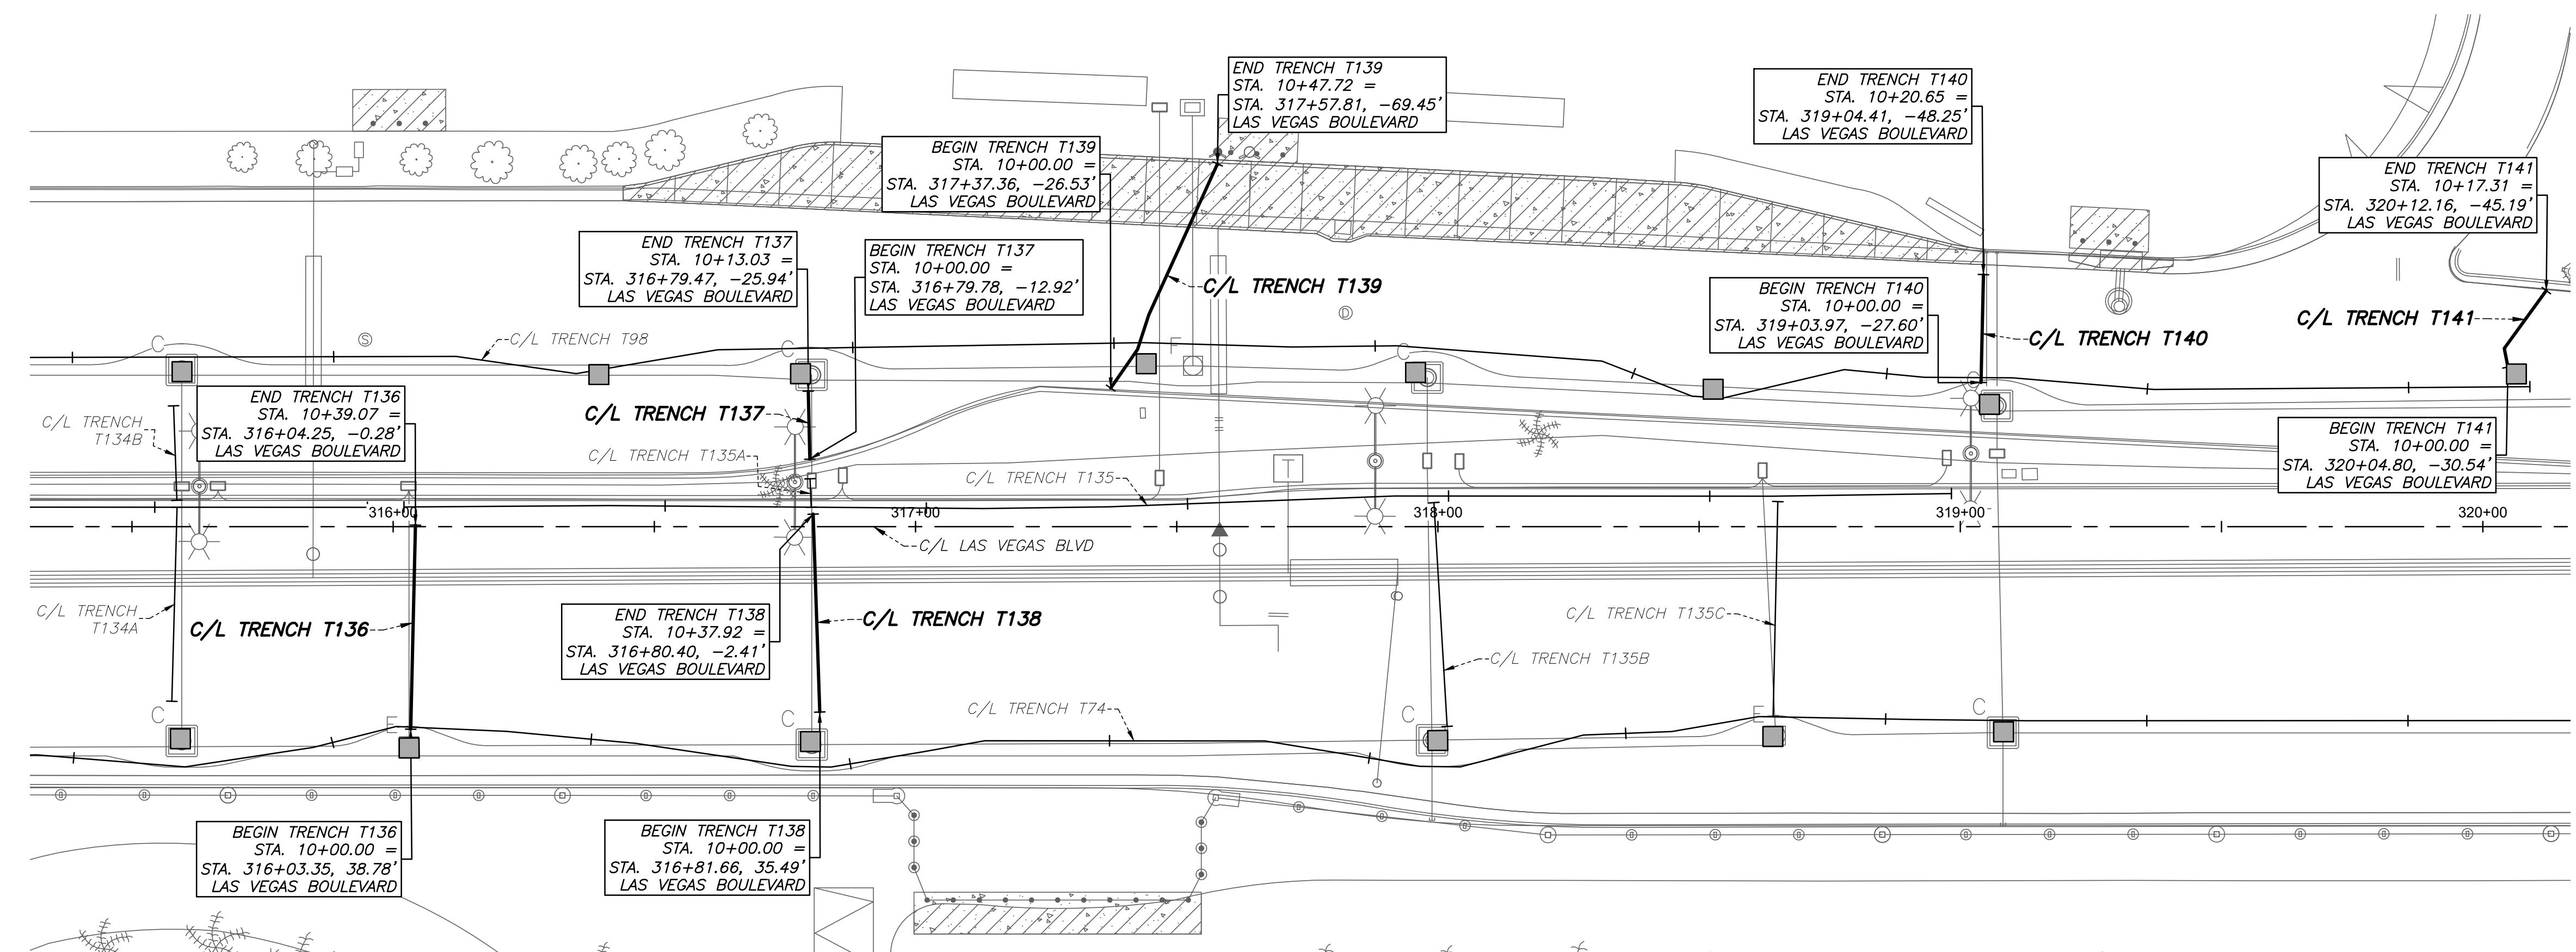 END TRENCH T139
STA. 10+47.72 =
STA. 317+57.81, -69.45'
LAS VEGAS BOULEVARD
END TRENCH T140
STA. 10+20.65 =
STA. 319+04.41, -48.25'
LAS VEGAS BOULEVARD
BEGIN TRENCH T139
STA. 10+00.00 =
STA. 317+37.36, -26.53'
LAS VEGAS BOULEVARD
END TRENCH T141
STA. 10+17.31 =
STA. 320+12.16, -45.19'
LAS VEGAS BOULEVARD
END TRENCH T137
STA. 10+13.03 =
STA. 316+79.47, -25.94'
LAS VEGAS BOULEVARD
BEGIN TRENCH T137
STA. 10+00.00 =
STA. 316+79.78, -12.92'
LAS VEGAS BOULEVARD
C/L TRENCH T139
BEGIN TRENCH T140
STA. 10+00.00 =
STA. 319+03.97, -27.60'
LAS VEGAS BOULEVARD
C/L TRENCH T141
C/L TRENCH T140
D
S
C/L TRENCH T98
C
C
F
C
C
END TRENCH T136
STA. 10+39.07 =
STA. 316+04.25, -0.28'
LAS VEGAS BOULEVARD
C/L TRENCH
T134B
C/L TRENCH T137
C/L TRENCH T135A
C/L TRENCH T135
T
BEGIN TRENCH T141
STA. 10+00.00 =
STA. 320+04.80, -30.54'
LAS VEGAS BOULEVARD
316+00
317+00
318+00
319+00
320+00
C/L LAS VEGAS BLVD
C/L TRENCH
T134A
C/L TRENCH T136
END TRENCH T138
STA. 10+37.92 =
STA. 316+80.40, -2.41'
LAS VEGAS BOULEVARD
C/L TRENCH T138
C/L TRENCH T135C
C/L TRENCH T135B
C/L TRENCH T74
C
E
C
C
E
C
BEGIN TRENCH T136
STA. 10+00.00 =
STA. 316+03.35, 38.78'
LAS VEGAS BOULEVARD
BEGIN TRENCH T138
STA. 10+00.00 =
STA. 316+81.66, 35.49'
LAS VEGAS BOULEVARD